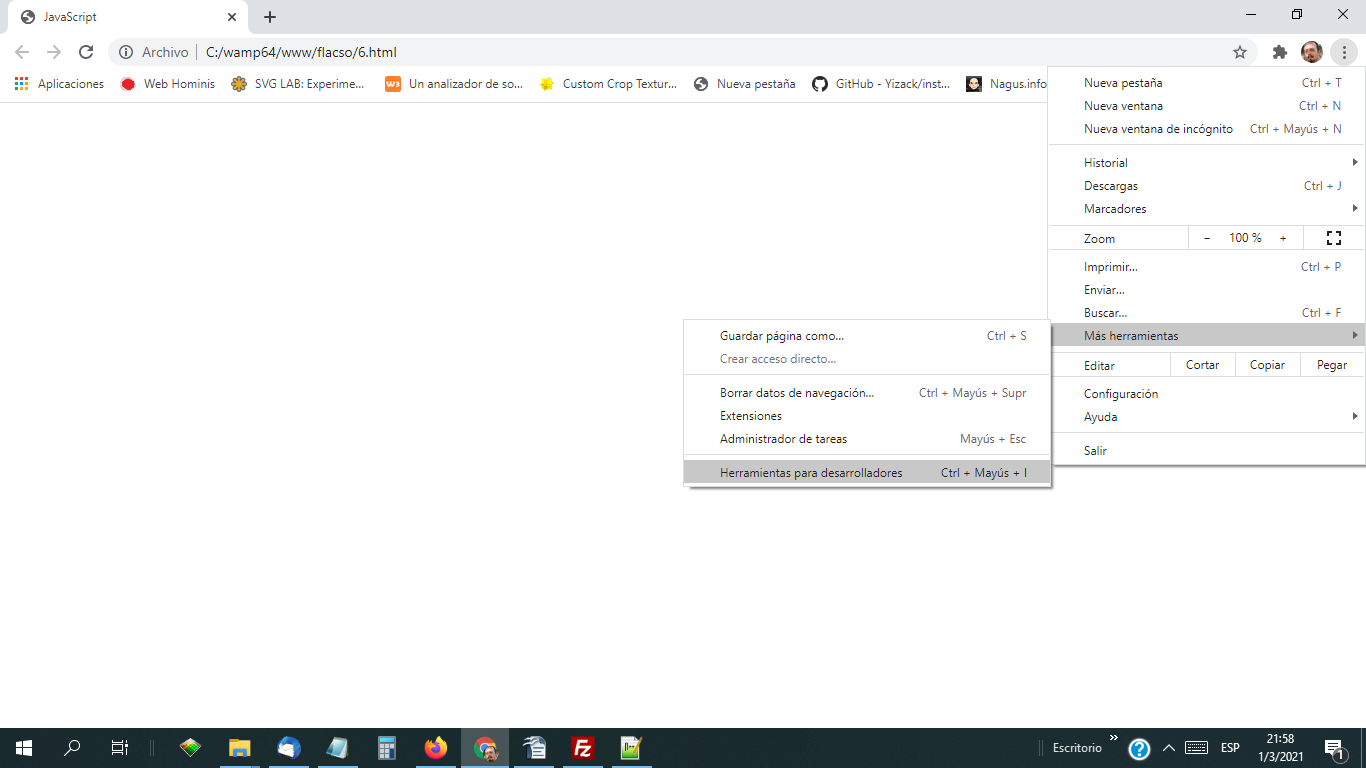 JavaScript
Archivo C:/wamp64/www/flacso/6.html
Aplicaciones Web Hominis SVG LAB: Experime... Un analizador de so... Custom Crop Textur... Nueva pestaña GitHub - Yizack/inst... Nagus.info
Nueva pestaña Ctrl + T
Nueva ventana Ctrl + N
Nueva ventana de incógnito Ctrl + Mayús + N
Historial
Descargas Ctrl + J
Marcadores
Zoom − 100 % +
Imprimir... Ctrl + P
Enviar...
Buscar... Ctrl + F
Más herramientas
Editar Cortar Copiar Pegar
Configuración
Ayuda
Salir
Guardar página como... Ctrl + S
Crear acceso directo...
Borrar datos de navegación... Ctrl + Mayús + Supr
Extensiones
Administrador de tareas Mayús + Esc
Herramientas para desarrolladores Ctrl + Mayús + I
Escritorio » ESP 21:58
1/3/2021 1